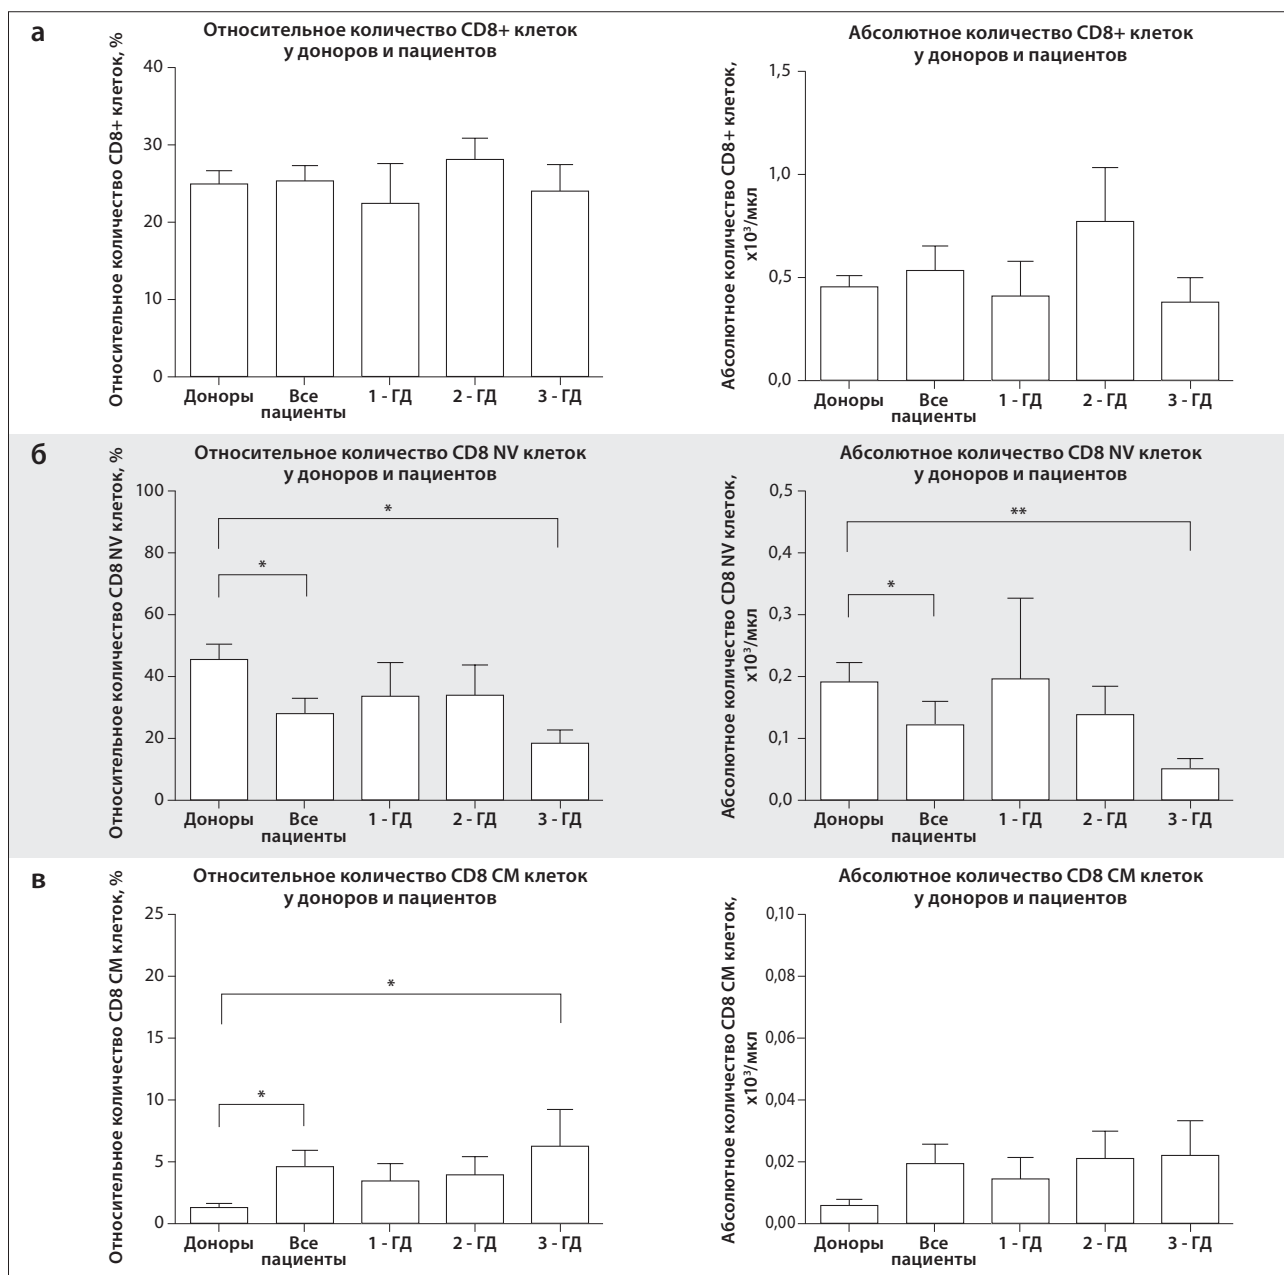 а
Относительное количество CD8+ клеток
у доноров и пациентов
Относительное количество CD8+ клеток, %
40
30
20
10
0
Доноры
Все
пациенты
1 - ГД
2 - ГД
3 - ГД
Абсолютное количество CD8+ клеток
у доноров и пациентов
Абсолютное количество CD8+ клеток,
x10³/мкл
1,5
1,0
0,5
0,0
Доноры
Все
пациенты
1 - ГД
2 - ГД
3 - ГД
б
Относительное количество CD8 NV клеток
у доноров и пациентов
Относительное количество CD8 NV клеток, %
100
80
60
40
20
0
*
*
Доноры
Все
пациенты
1 - ГД
2 - ГД
3 - ГД
Абсолютное количество CD8 NV клеток
у доноров и пациентов
Абсолютное количество CD8 NV клеток,
x10³/мкл
0,5
0,4
0,3
0,2
0,1
0,0
**
*
Доноры
Все
пациенты
1 - ГД
2 - ГД
3 - ГД
в
Относительное количество CD8 CM клеток
у доноров и пациентов
Относительное количество CD8 CM клеток, %
25
20
15
10
5
0
*
*
Доноры
Все
пациенты
1 - ГД
2 - ГД
3 - ГД
Абсолютное количество CD8 CM клеток
у доноров и пациентов
Абсолютное количество CD8 CM клеток,
x10³/мкл
0,10
0,08
0,06
0,04
0,02
0,00
Доноры
Все
пациенты
1 - ГД
2 - ГД
3 - ГД